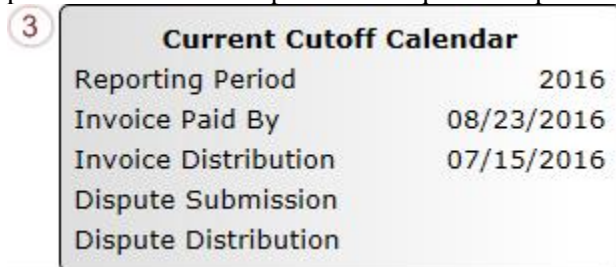 3
Current Cutoff Calendar
Reporting Period 2016
Invoice Paid By 08/23/2016
Invoice Distribution 07/15/2016
Dispute Submission
Dispute Distribution